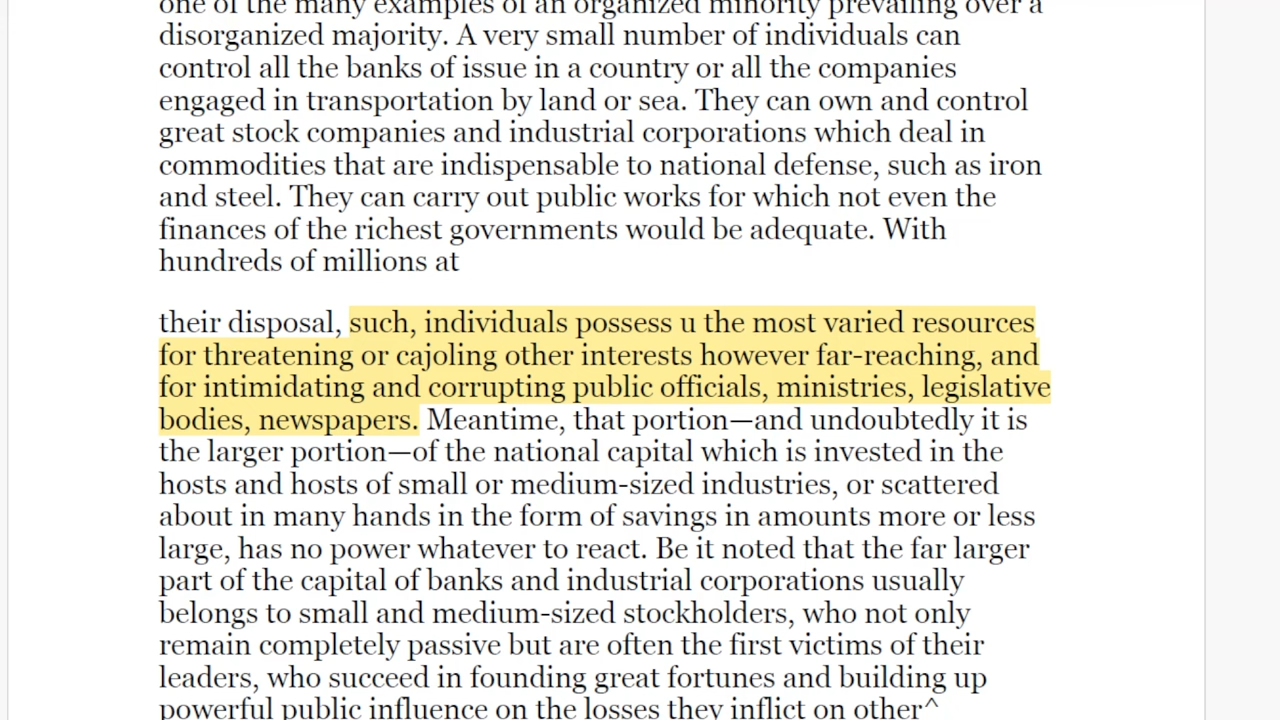 one of the many examples of an organized minority prevailing over a
disorganized majority. A very small number of individuals can
control all the banks of issue in a country or all the companies
engaged in transportation by land or sea. They can own and control
great stock companies and industrial corporations which deal in
commodities that are indispensable to national defense, such as iron
and steel. They can carry out public works for which not even the
finances of the richest governments would be adequate. With
hundreds of millions at
their disposal, such, individuals possess u the most varied resources
for threatening or cajoling other interests however far-reaching, and
for intimidating and corrupting public officials, ministries, legislative
bodies, newspapers. Meantime, that portion—and undoubtedly it is
the larger portion—of the national capital which is invested in the
hosts and hosts of small or medium-sized industries, or scattered
about in many hands in the form of savings in amounts more or less
large, has no power whatever to react. Be it noted that the far larger
part of the capital of banks and industrial corporations usually
belongs to small and medium-sized stockholders, who not only
remain completely passive but are often the first victims of their
leaders, who succeed in founding great fortunes and building up
powerful public influence on the losses they inflict on other^